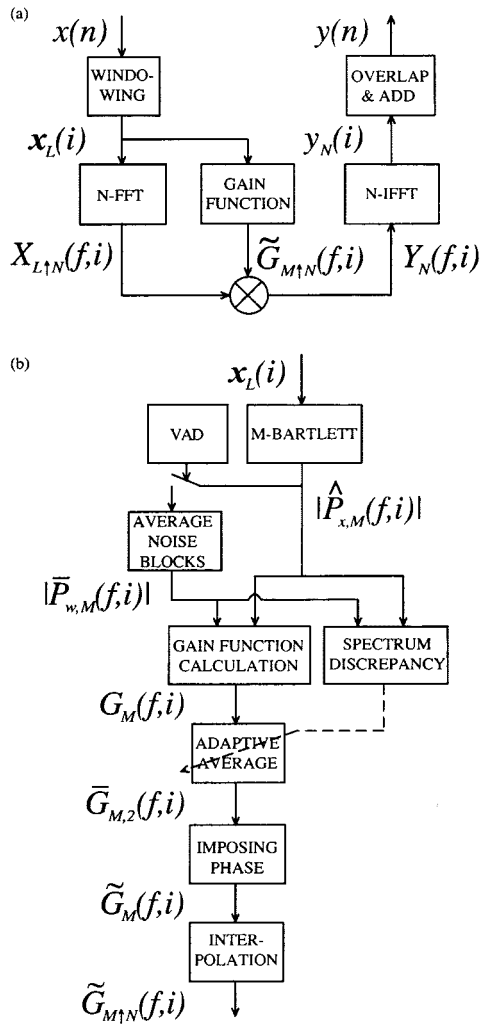 (a)
x(n)
y(n)
WINDO-
WING
OVERLAP
& ADD
x_L(i)
y_N(i)
N-FFT
GAIN
FUNCTION
N-IFFT
X_{L↑N}(f,i)
G̃_{M↑N}(f,i)
Y_N(f,i)
(b)
x_L(i)
VAD
M-BARTLETT
|P̂_{x,M}(f,i)|
AVERAGE
NOISE
BLOCKS
|P̄_{w,M}(f,i)|
GAIN FUNCTION
CALCULATION
SPECTRUM
DISCREPANCY
G_M(f,i)
ADAPTIVE
AVERAGE
Ḡ_{M,2}(f,i)
IMPOSING
PHASE
G̃_M(f,i)
INTER-
POLATION
G̃_{M↑N}(f,i)